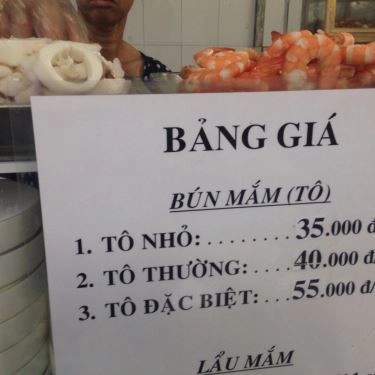 BẢNG GIÁ
BÚN MẮM (TÔ)
1. TÔ NHỎ: ........ 35.000 đ
2. TÔ THƯỜNG: .... 40.000 đ/
3. TÔ ĐẶC BIỆT: ... 55.000 đ/
LẨU MẮM